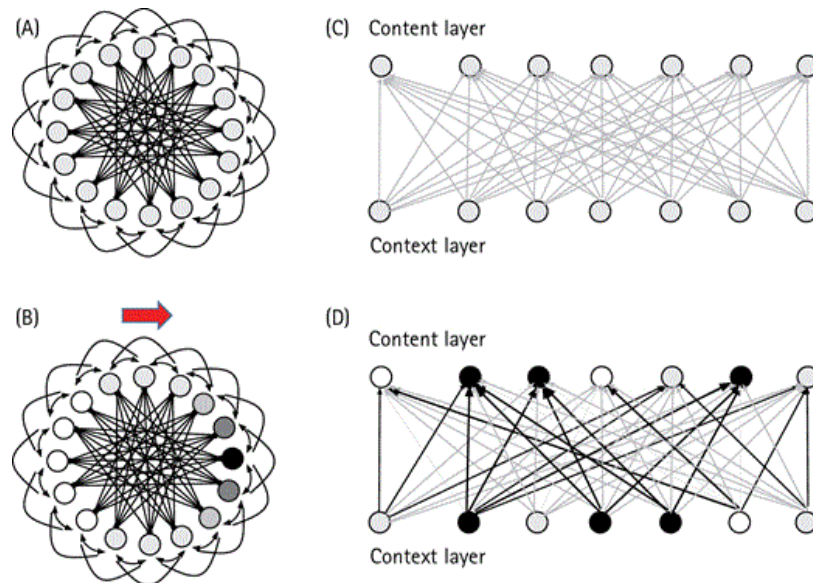 (A)
(C) Content layer
Context layer
(B)
(D)
Content layer
Context layer